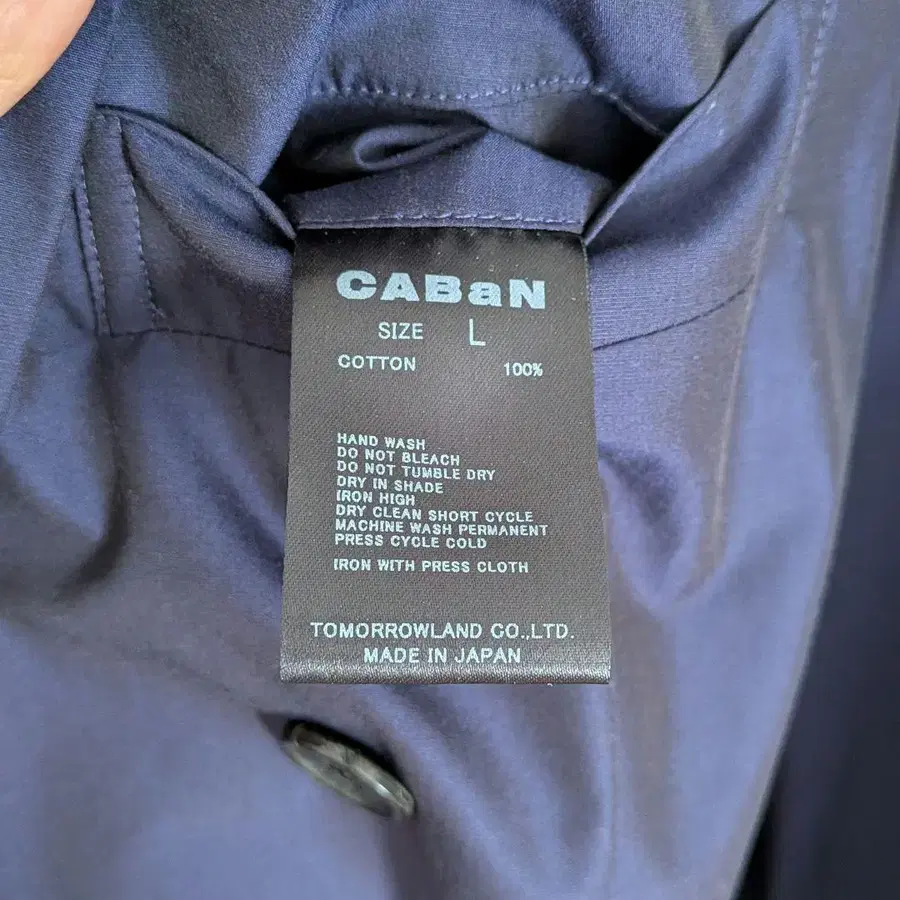 CABaN
SIZE L
COTTON 100%
HAND WASH
DO NOT BLEACH
DO NOT TUMBLE DRY
DRY IN SHADE
IRON HIGH
DRY CLEAN SHORT CYCLE
MACHINE WASH PERMANENT
PRESS CYCLE COLD
IRON WITH PRESS CLOTH
TOMORROWLAND CO.,LTD.
MADE IN JAPAN